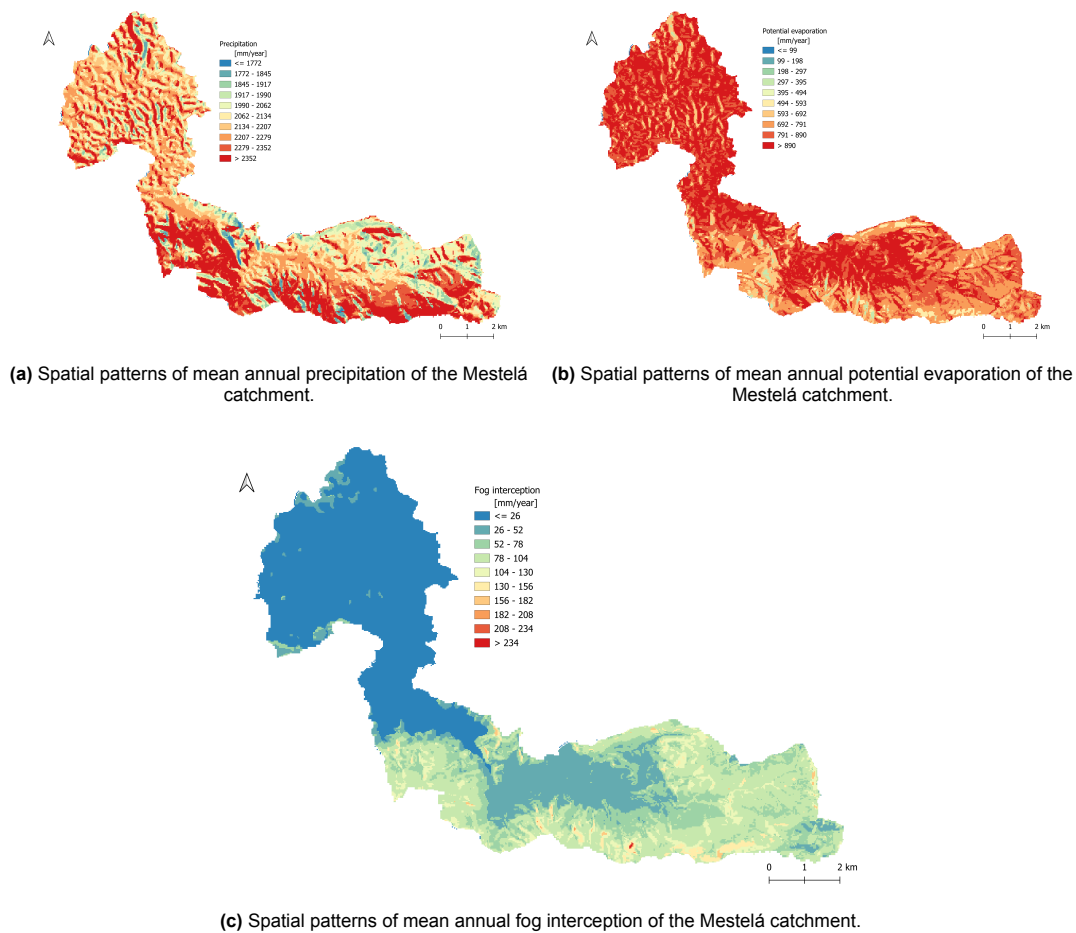 Precipitation
[mm/year]
<= 1772
1772 - 1845
1845 - 1917
1917 - 1990
1990 - 2062
2062 - 2134
2134 - 2207
2207 - 2279
2279 - 2352
> 2352
0 1 2 km
Potential evaporation
[mm/year]
<= 99
99 - 198
198 - 297
297 - 395
395 - 494
494 - 593
593 - 692
692 - 791
791 - 890
> 890
0 1 2 km
(a) Spatial patterns of mean annual precipitation of the Mestelá
catchment.
(b) Spatial patterns of mean annual potential evaporation of the
Mestelá catchment.
Fog interception
[mm/year]
<= 26
26 - 52
52 - 78
78 - 104
104 - 130
130 - 156
156 - 182
182 - 208
208 - 234
> 234
0 1 2 km
(c) Spatial patterns of mean annual fog interception of the Mestelá catchment.